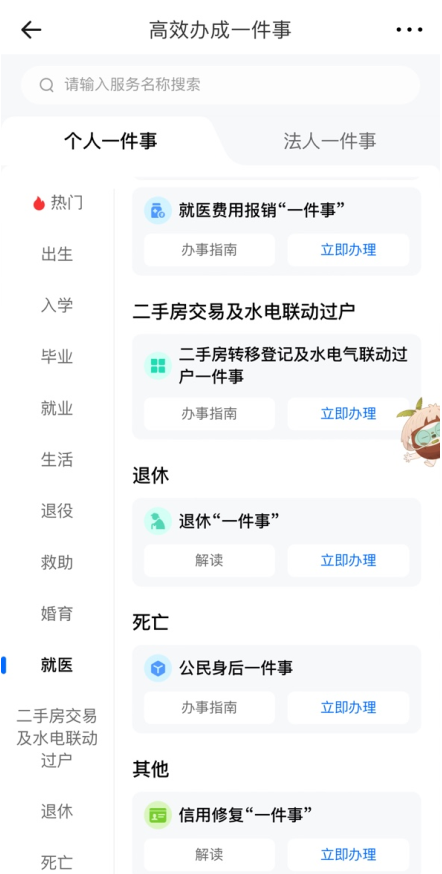 高效办成一件事
请输入服务名称搜索
个人一件事
法人一件事
热门
出生
入学
毕业
就业
生活
退役
救助
婚育
就医
二手房交易
及水电联动
过户
退休
死亡
就医费用报销“一件事”
办事指南
立即办理
二手房交易及水电联动过户
二手房转移登记及水电气联动过
户一件事
办事指南
立即办理
退休
退休“一件事”
解读
立即办理
死亡
公民身后一件事
办事指南
立即办理
其他
信用修复“一件事”
解读
立即办理